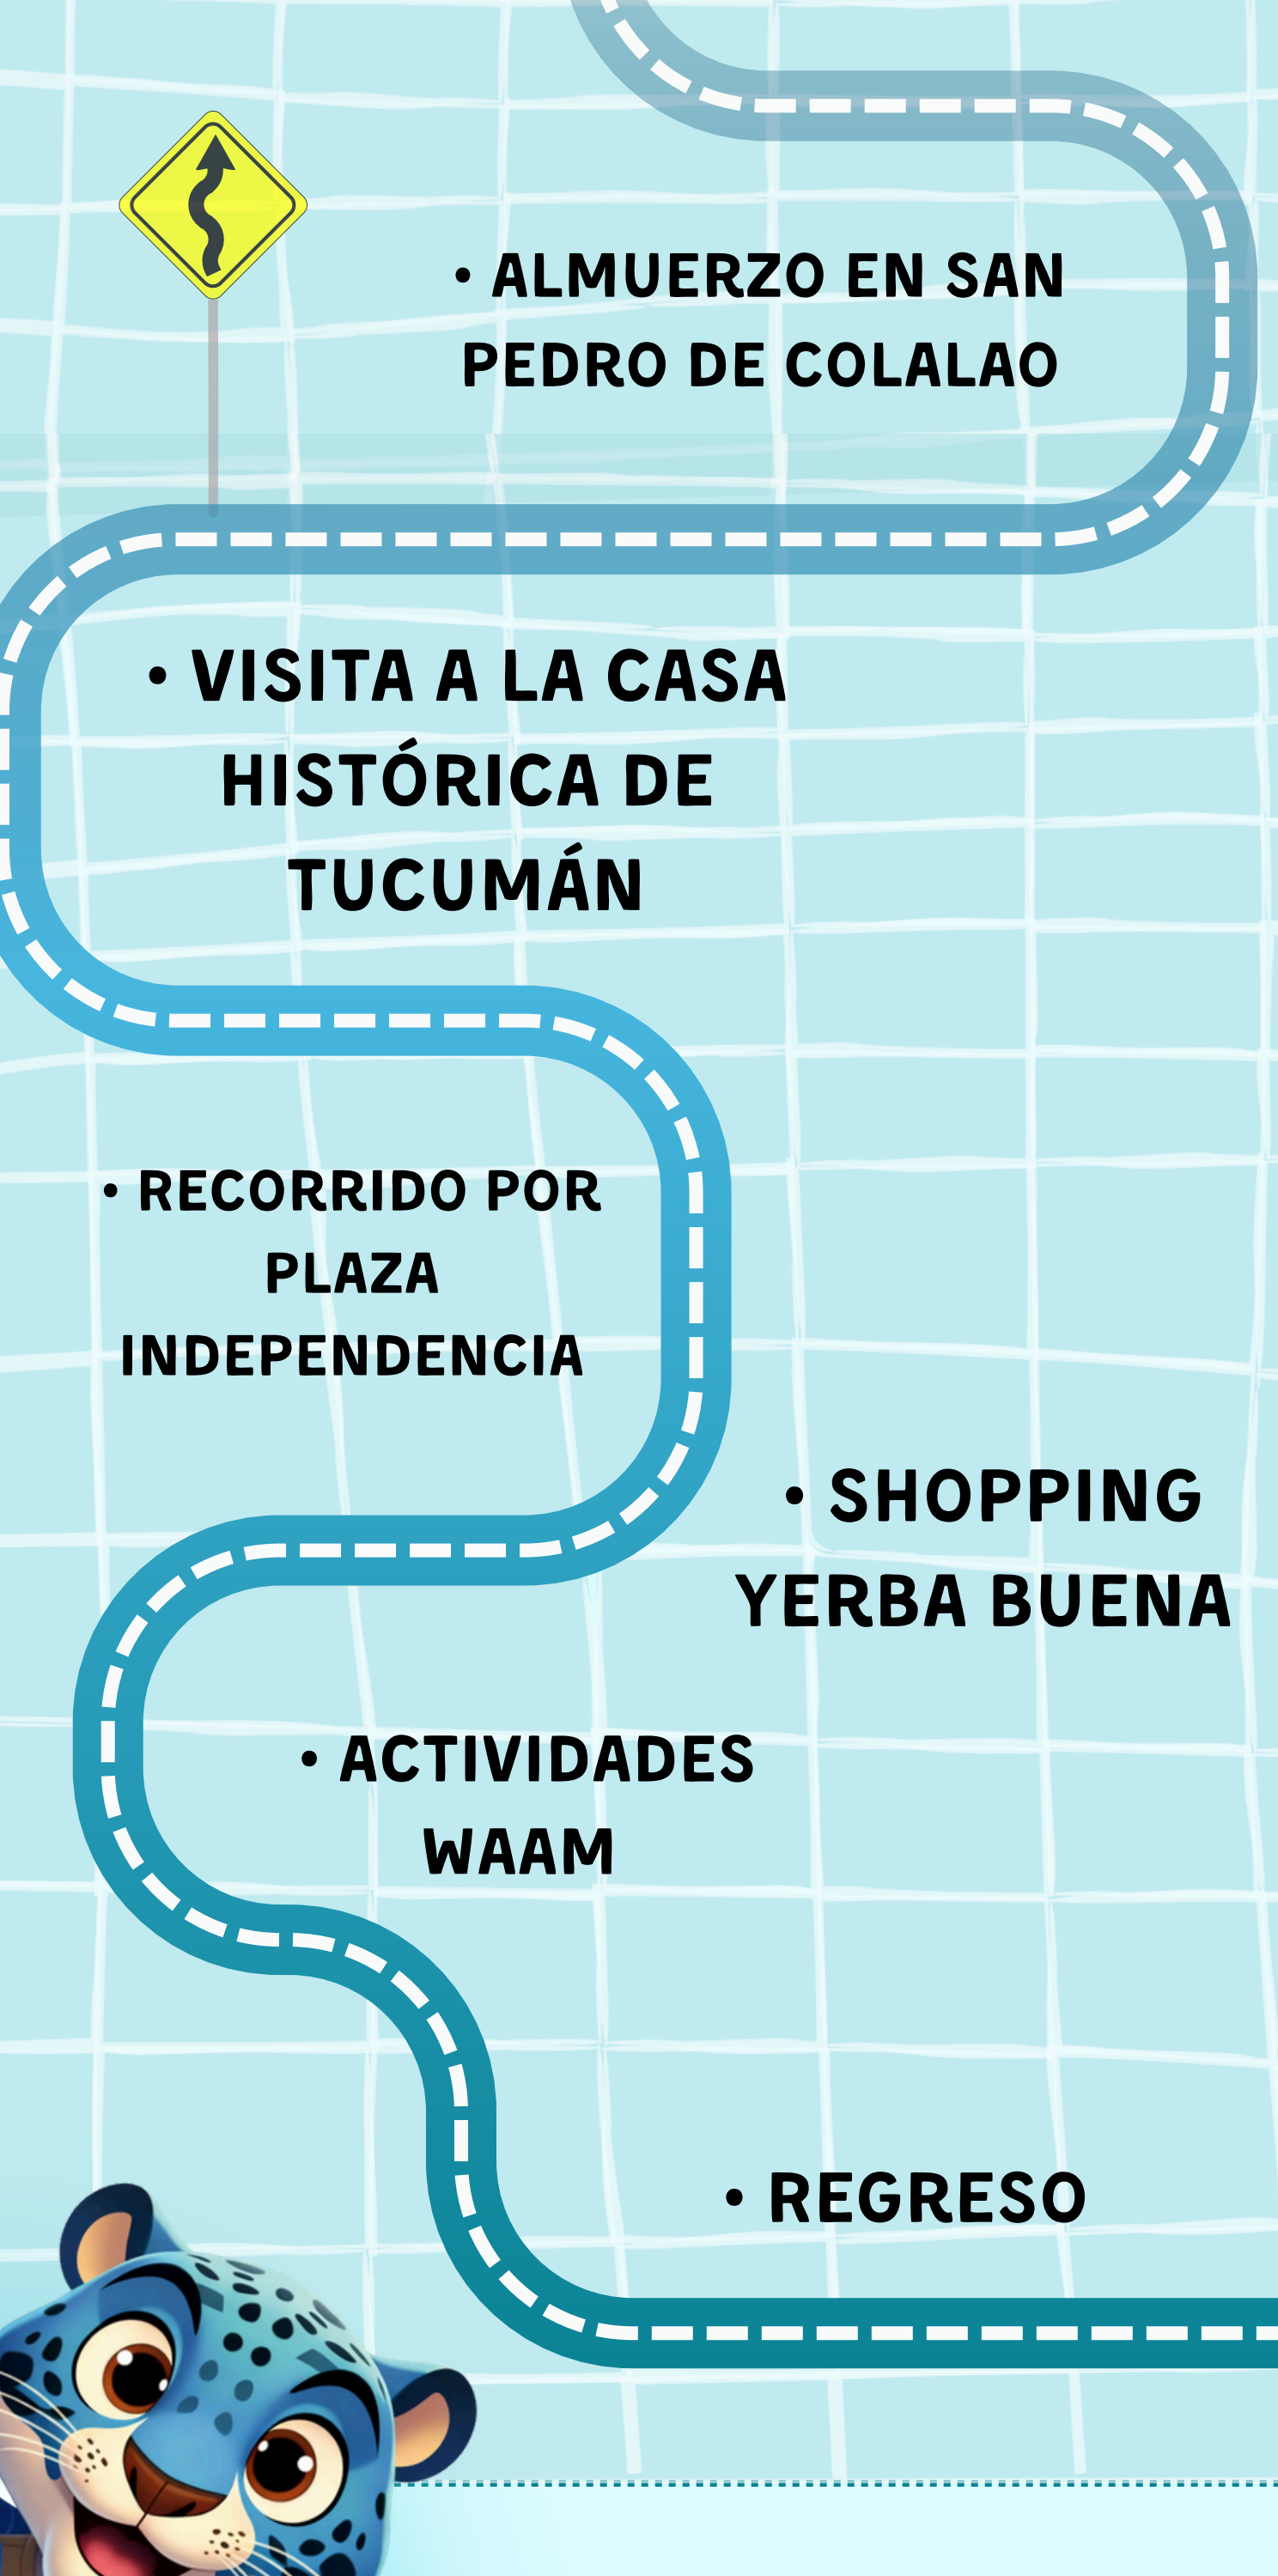 • ALMUERZO EN SAN
PEDRO DE COLALAO
• VISITA A LA CASA
HISTÓRICA DE
TUCUMÁN
• RECORRIDO POR
PLAZA
INDEPENDENCIA
• SHOPPING
YERBA BUENA
• ACTIVIDADES
WAAM
• REGRESO